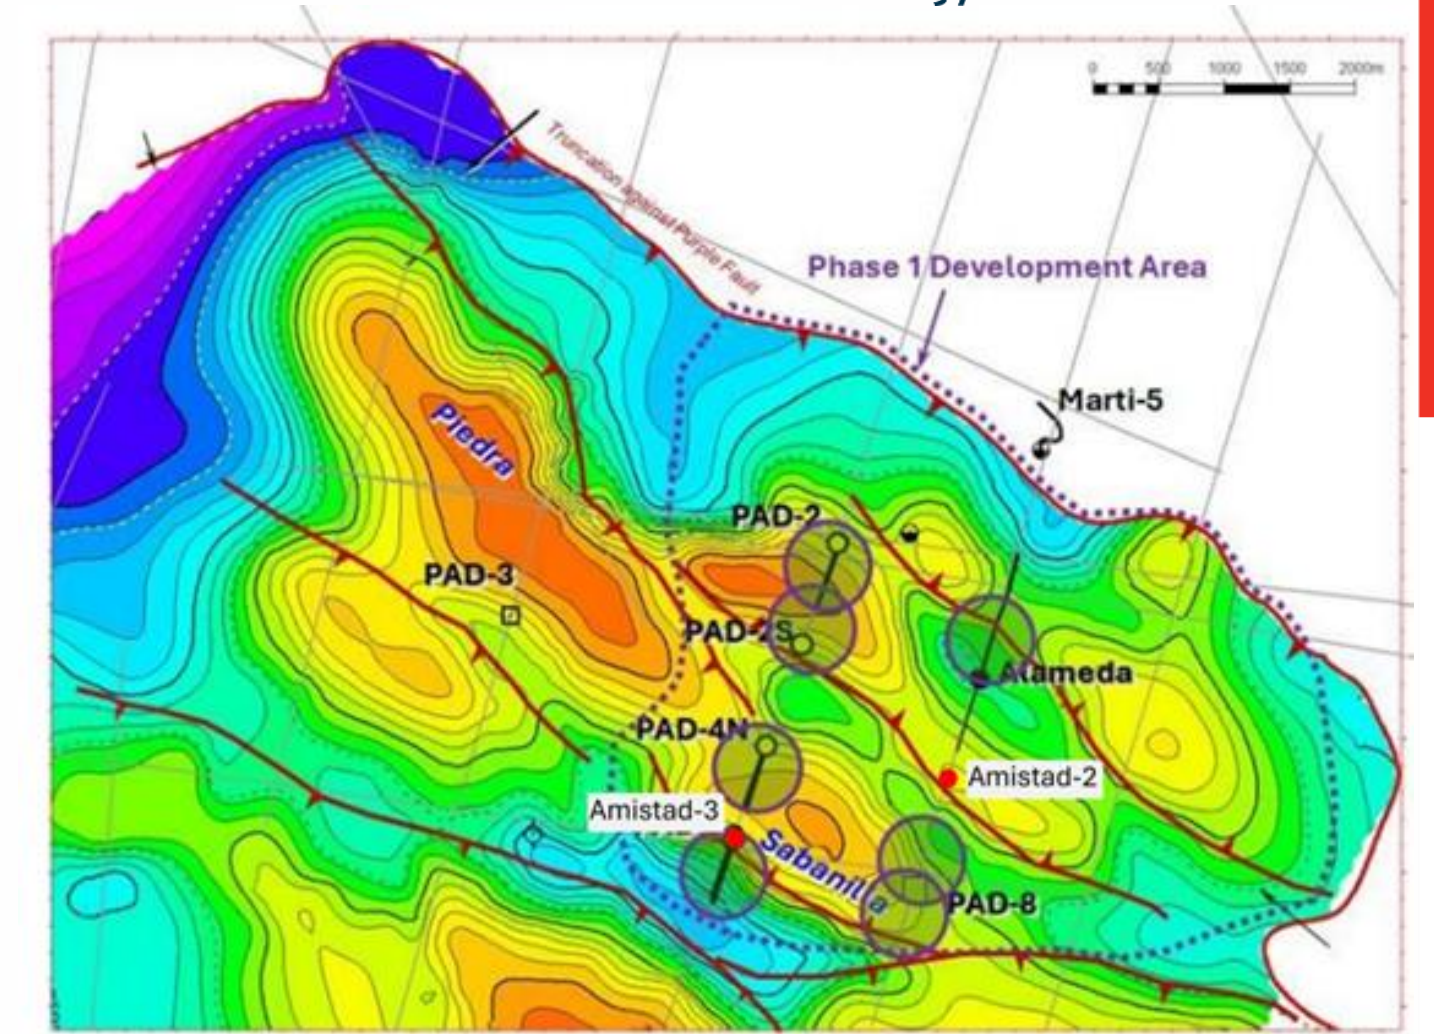 0 500 1000 1500 2000m
Truncation against Purple Fault
Phase 1 Development Area
Marti-5
Piedra
PAD-2
PAD-3
PAD-2S
Alameda
PAD-4N
Amistad-2
Amistad-3
Sabanilla
PAD-8